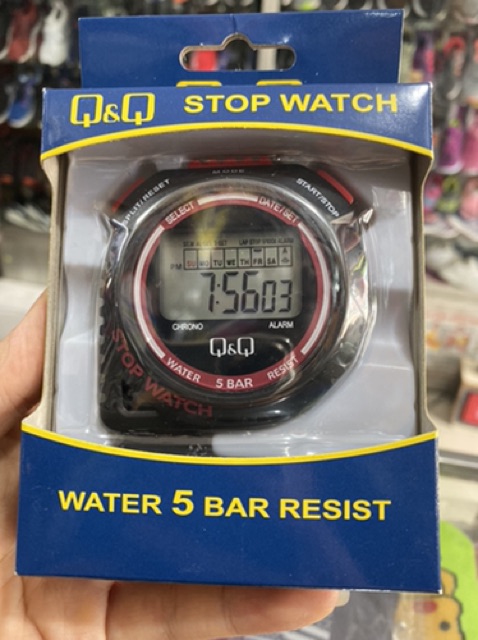 Q&Q STOP WATCH
MODE
SPLIT/RESET
START/STOP
SELECT
DATE/SET
PM SU MO TU WE TH FR SA
7:56 03
CHRONO ALARM
Q&Q
WATER 5 BAR RESIST
STOP WATCH
WATER 5 BAR RESIST